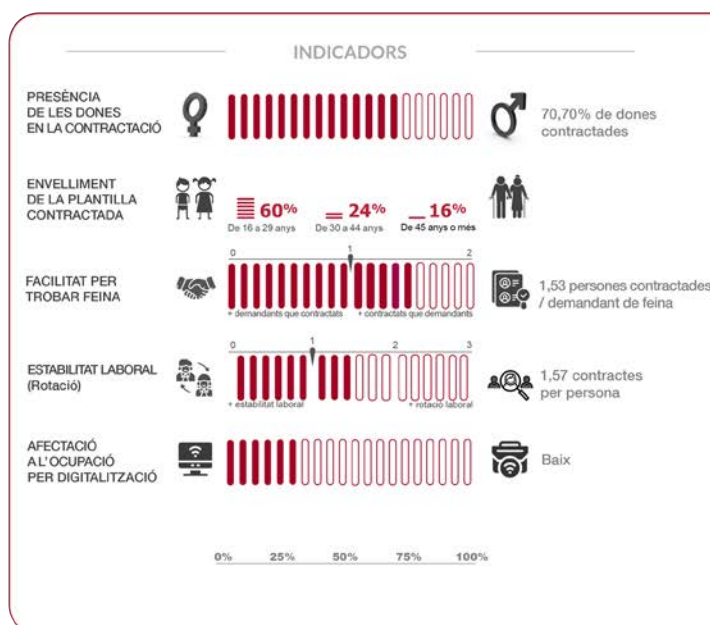 INDICADORS
PRESÈNCIA
DE LES DONES
EN LA CONTRACTACIÓ
70,70% de dones
contractades
ENVELLIMENT
DE LA PLANTILLA
CONTRACTADA
60%
De 16 a 29 anys
24%
De 30 a 44 anys
16%
De 45 anys o més
FACILITAT PER
TROBAR FEINA
0 1 2
+ demandants que contractats + contractats que demandants
1,53 persones contractades
/ demandant de feina
ESTABILITAT LABORAL
(Rotació)
0 1 2 3
+ estabilitat laboral + rotació laboral
1,57 contractes
per persona
AFECTACIÓ
A L'OCUPACIÓ
PER DIGITALITZACIÓ
Baix
0% 25% 50% 75% 100%